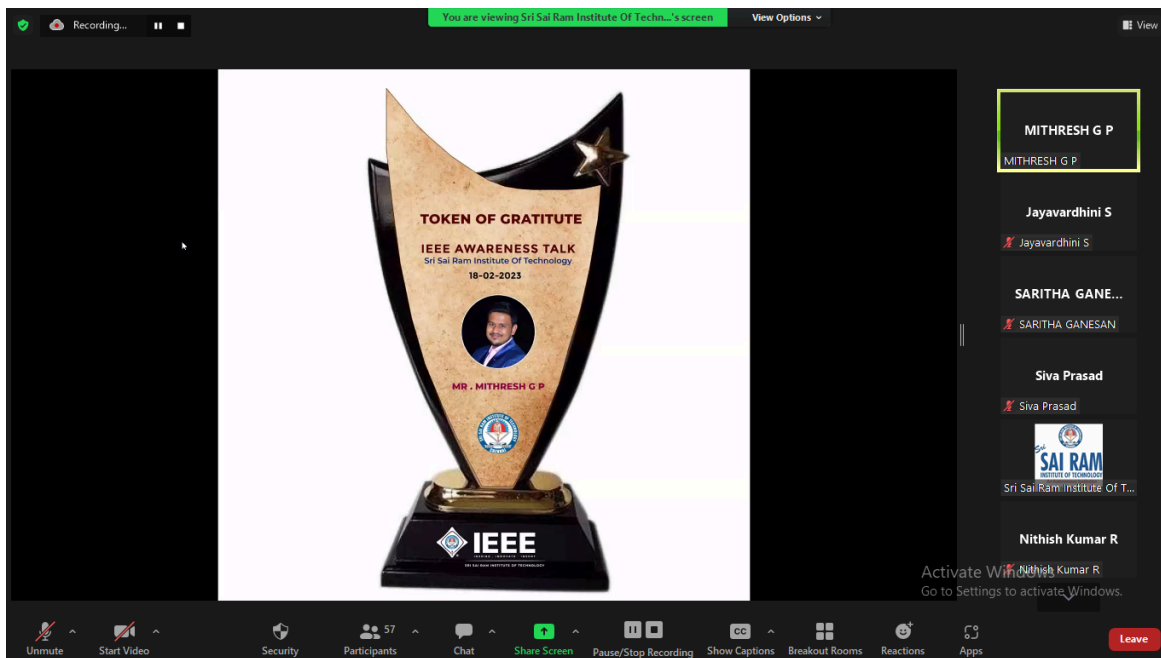 Recording...
You are viewing Sri Sai Ram Institute Of Techn...'s screen
View Options
View
TOKEN OF GRATITUTE
IEEE AWARENESS TALK
Sri Sai Ram Institute Of Technology
18-02-2023
MR . MITHRESH G P
IEEE
SRI SAI RAM INSTITUTE OF TECHNOLOGY
MITHRESH G P
MITHRESH G P
Jayavardhini S
Jayavardhini S
SARITHA GANE...
SARITHA GANESAN
Siva Prasad
Siva Prasad
Sri
SAI RAM
INSTITUTE OF TECHNOLOGY
Sri Sai Ram Institute Of T...
Nithish Kumar R
Nithish Kumar R
Activate Windows
Go to Settings to activate Windows.
Unmute
Start Video
Security
57
Participants
Chat
Share Screen
Pause/Stop Recording
CC
Show Captions
Breakout Rooms
Reactions
Apps
Leave